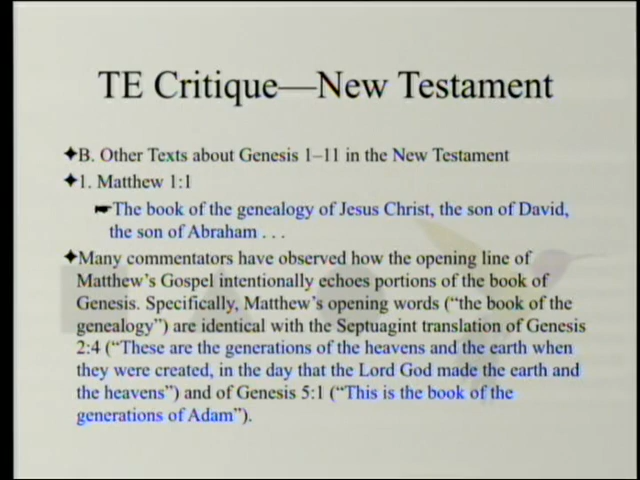 TE Critique—New Testament
✦B. Other Texts about Genesis 1–11 in the New Testament
✦1. Matthew 1:1
☛The book of the genealogy of Jesus Christ, the son of David,
the son of Abraham . . .
✦Many commentators have observed how the opening line of
Matthew’s Gospel intentionally echoes portions of the book of
Genesis. Specifically, Matthew’s opening words (“the book of the
genealogy”) are identical with the Septuagint translation of Genesis
2:4 (“These are the generations of the heavens and the earth when
they were created, in the day that the Lord God made the earth and
the heavens”) and of Genesis 5:1 (“This is the book of the
generations of Adam”).